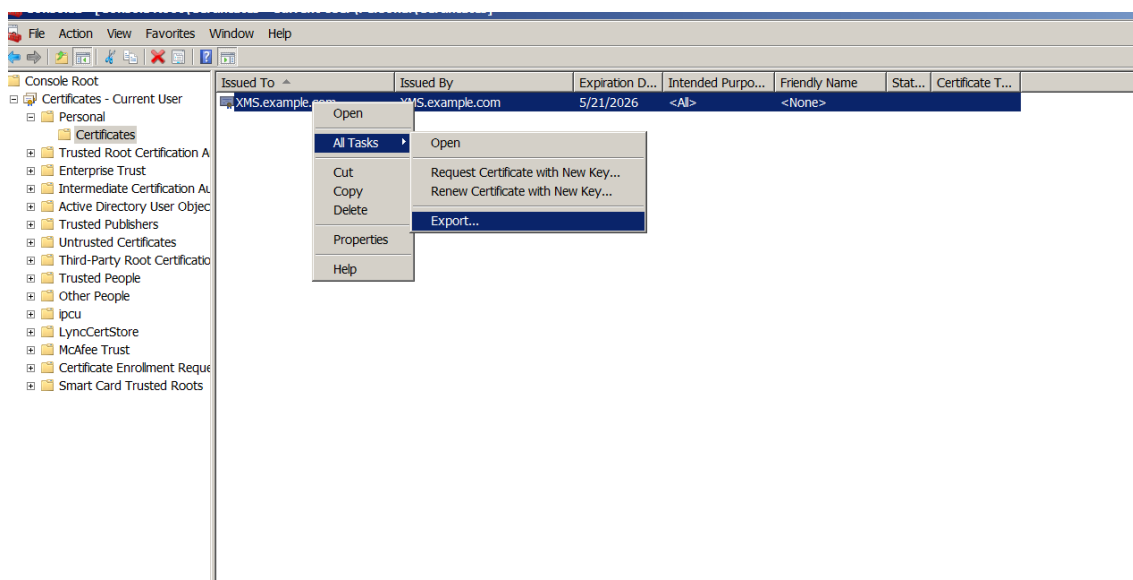 File Action View Favorites Window Help
Console Root
Certificates - Current User
Personal
Certificates
Trusted Root Certification A
Enterprise Trust
Intermediate Certification Au
Active Directory User Objec
Trusted Publishers
Untrusted Certificates
Third-Party Root Certificatio
Trusted People
Other People
ipcu
LyncCertStore
McAfee Trust
Certificate Enrollment Reque
Smart Card Trusted Roots
Issued To Issued By Expiration D... Intended Purpo... Friendly Name Stat... Certificate T...
XMS.example.com XMS.example.com 5/21/2026 <All> <None>
Open
All Tasks
Cut
Copy
Delete
Properties
Help
Open
Request Certificate with New Key...
Renew Certificate with New Key...
Export...